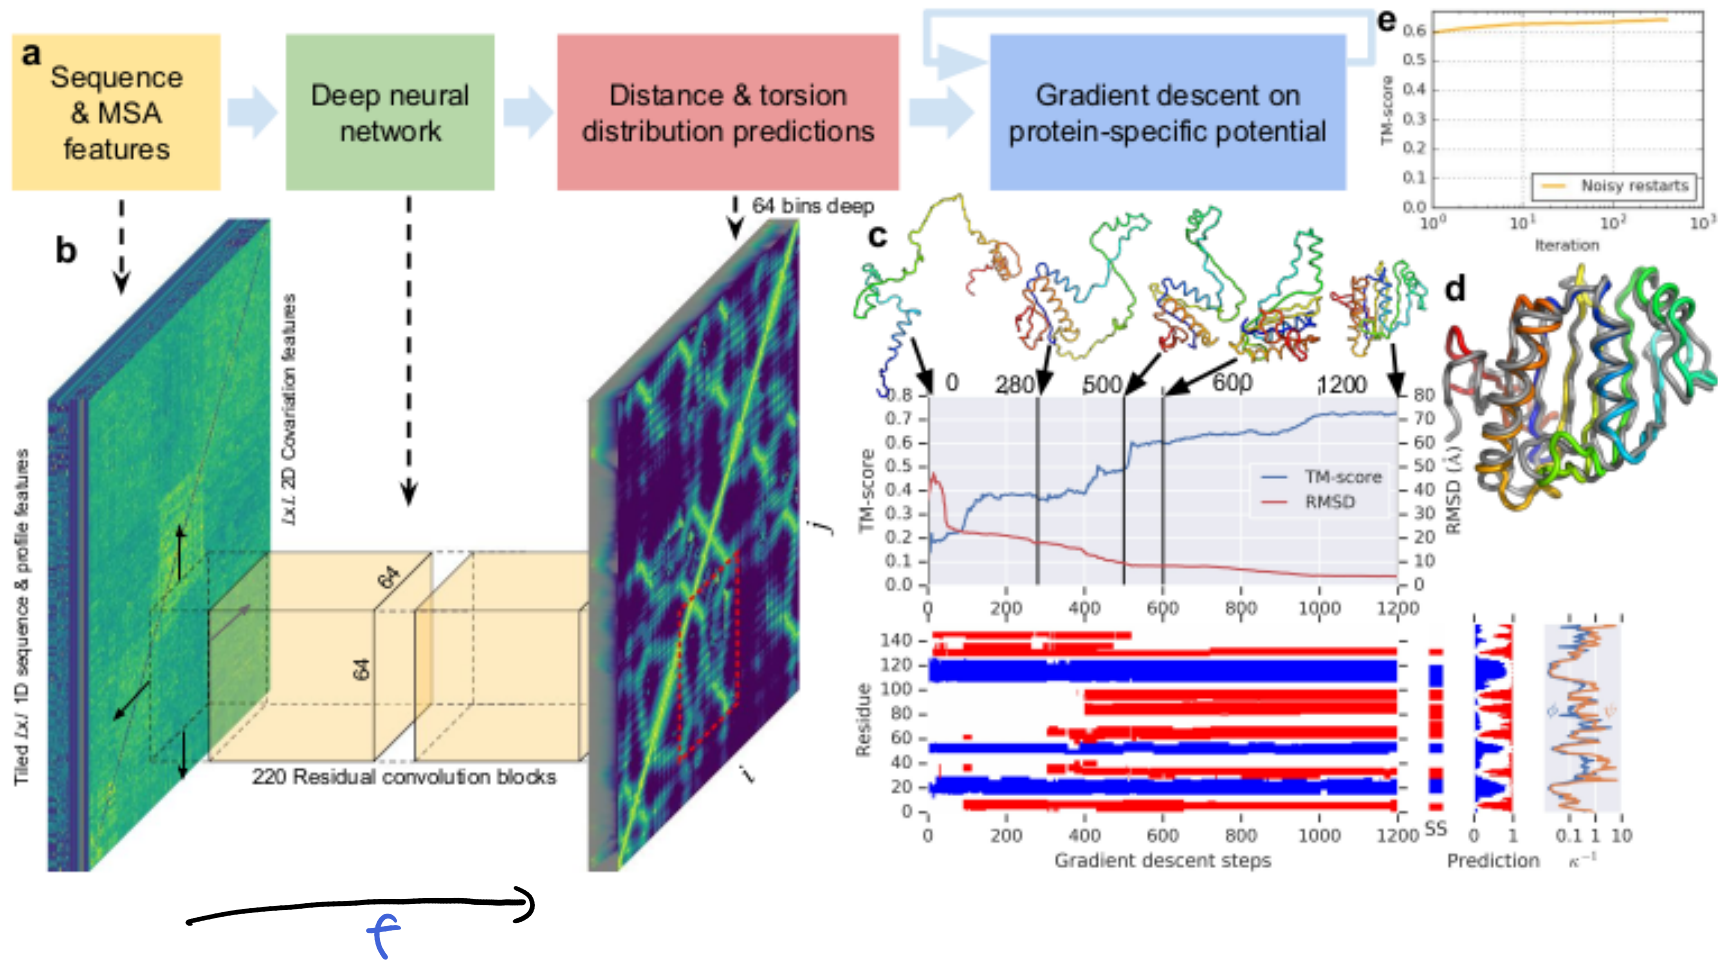 a
Sequence
& MSA
features
Deep neural
network
Distance & torsion
distribution predictions
Gradient descent on
protein-specific potential
e
TM-score
0.6
0.5
0.4
0.3
0.2
0.1
0.0
Noisy restarts
10⁰ 10¹ 10² 10³
Iteration
b
Tiled L×L 1D sequence & profile features
L×L 2D Covariation features
64
64
220 Residual convolution blocks
64 bins deep
j
i
f
c
0 280 500 600 1200
TM-score
0.8
0.7
0.6
0.5
0.4
0.3
0.2
0.1
0.0
TM-score
RMSD
80
70
60
50
40
30
20
10
0
RMSD (Å)
0 200 400 600 800 1000 1200
Residue
140
120
100
80
60
40
20
0
0 200 400 600 800 1000 1200
Gradient descent steps
SS
0 1
Prediction
ϕ ψ
0.1 1 10
κ⁻¹
d